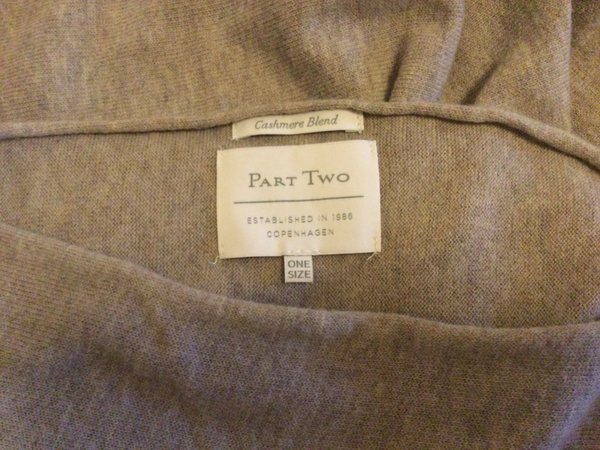 Cashmere Blend
PART TWO
ESTABLISHED IN 1986
COPENHAGEN
ONE
SIZE